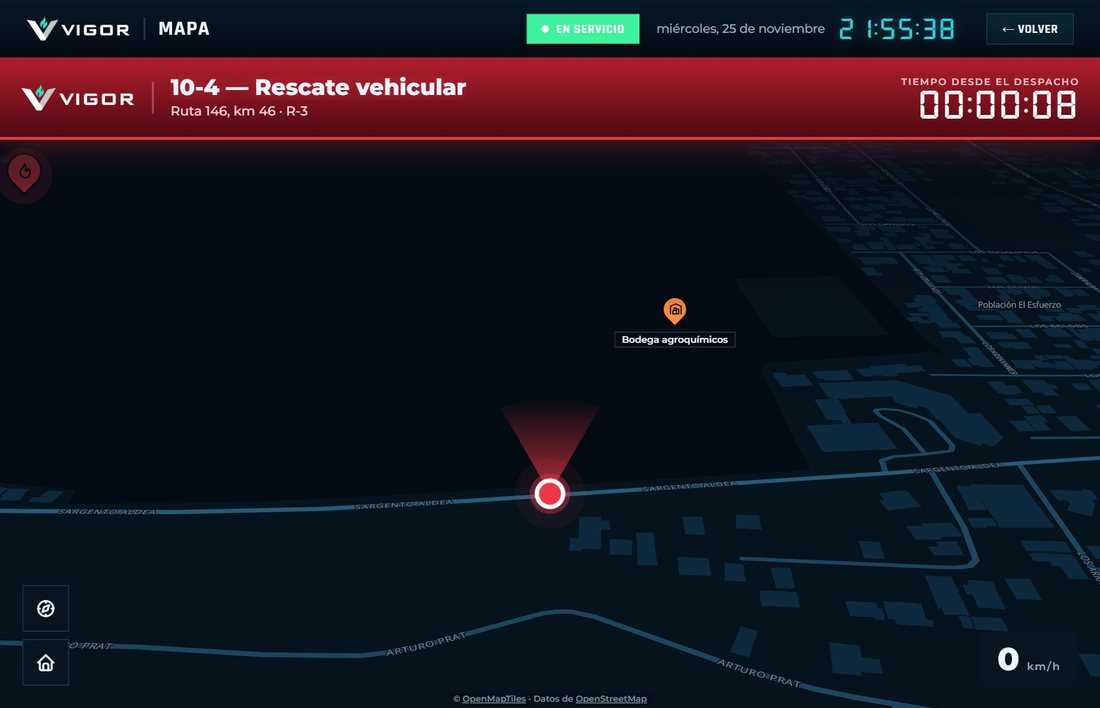 VIGOR
MAPA
EN SERVICIO
miércoles, 25 de noviembre
21:55:38
← VOLVER
VIGOR
10-4 — Rescate vehicular
Ruta 146, km 46 · R-3
TIEMPO DESDE EL DESPACHO
00:00:08
Población El Esfuerzo
Bodega agroquímicos
SARGENTO ALDEA
SARGENTO ALDEA
SARGENTO ALDEA
SARGENTO ALDEA
ARTURO PRAT
ARTURO PRAT
O PRAT
0 km/h
© OpenMapTiles · Datos de OpenStreetMap